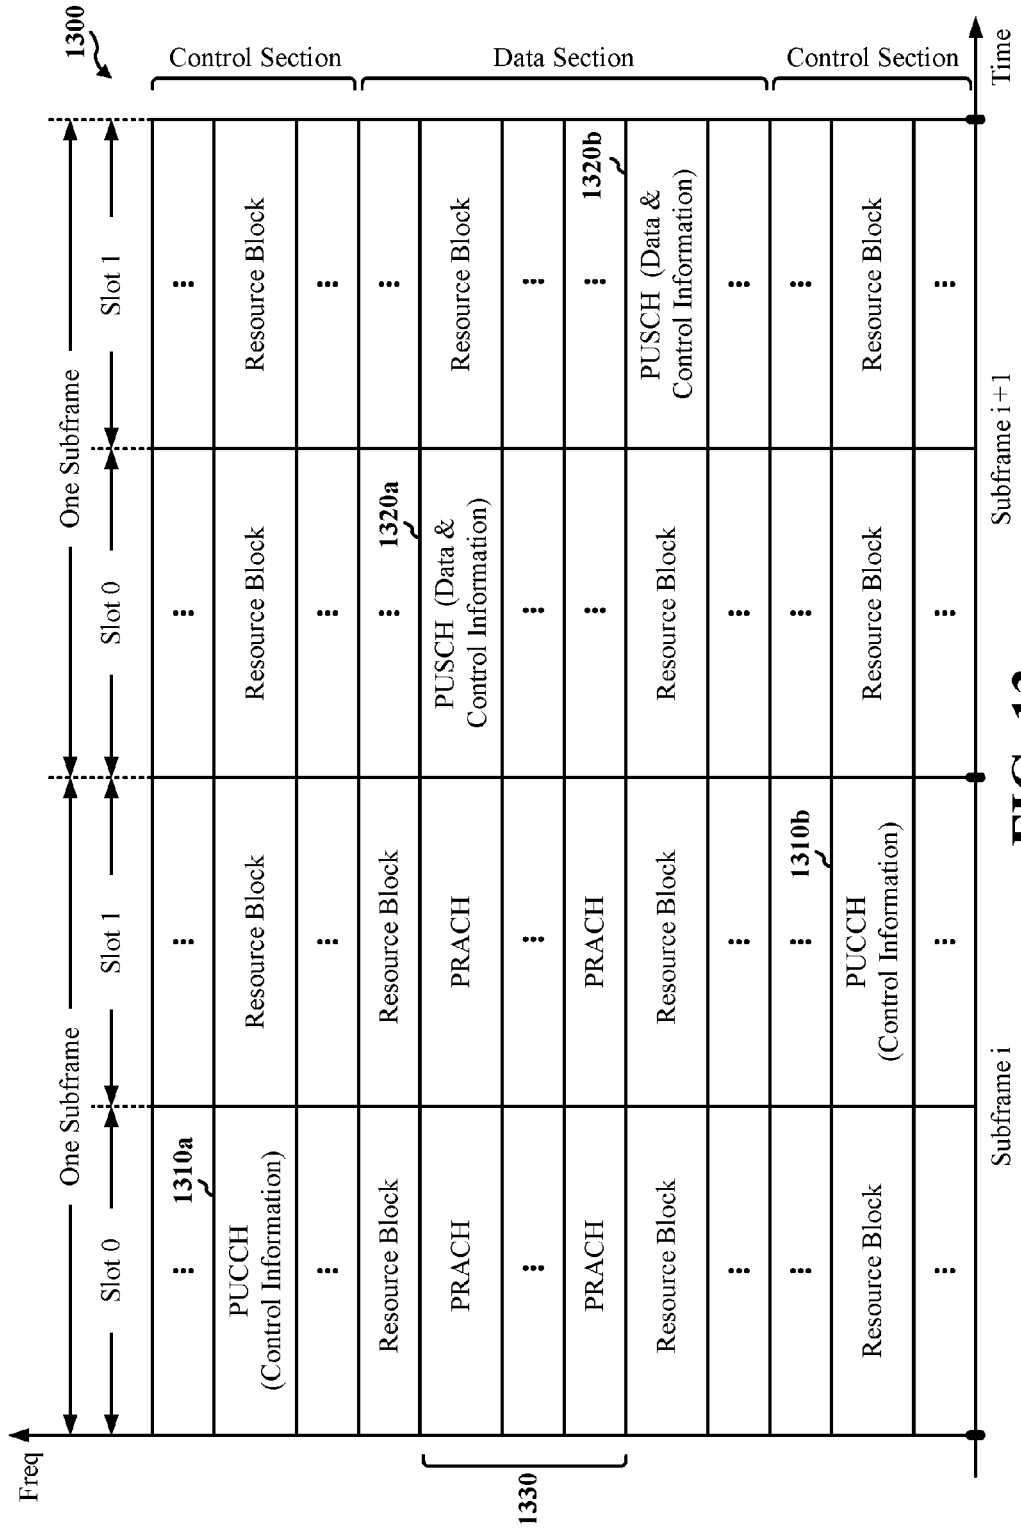 Freq
1300
One Subframe
One Subframe
Slot 0
Slot 1
Slot 0
Slot 1
...
1310a
...
...
...
PUCCH
(Control Information)
Resource Block
Resource Block
Resource Block
Control Section
...
...
...
...
Resource Block
Resource Block
...
1320a
...
PRACH
PRACH
PUSCH (Data &
Control Information)
Resource Block
1330
...
...
...
...
Data Section
PRACH
PRACH
...
...
1320b
Resource Block
Resource Block
Resource Block
PUSCH (Data &
Control Information)
...
...
...
...
...
...
1310b
...
...
Resource Block
PUCCH
(Control Information)
Resource Block
Resource Block
Control Section
...
...
...
...
Subframe i
Subframe i+1
Time
FIG.